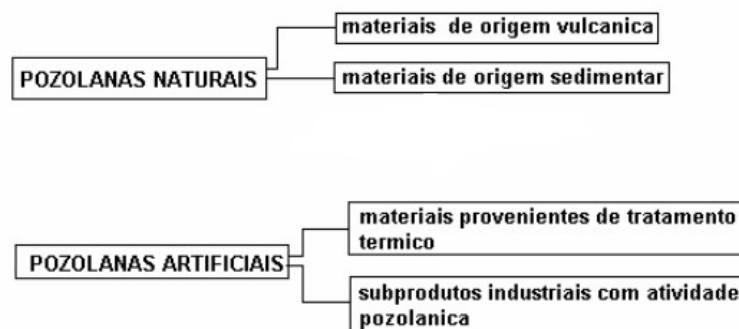 materiais de origem vulcanica
POZOLANAS NATURAIS
materiais de origem sedimentar
materiais provenientes de tratamento
termico
POZOLANAS ARTIFICIAIS
subprodutos industriais com atividade
pozolanica